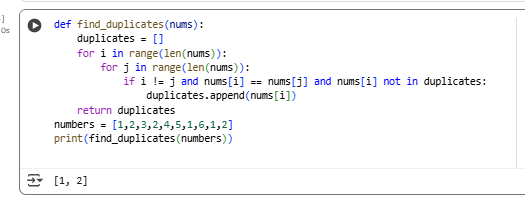 ]
0s
def find_duplicates(nums):
    duplicates = []
    for i in range(len(nums)):
        for j in range(len(nums)):
            if i != j and nums[i] == nums[j] and nums[i] not in duplicates:
                duplicates.append(nums[i])
    return duplicates
numbers = [1,2,3,2,4,5,1,6,1,2]
print(find_duplicates(numbers))
[1, 2]